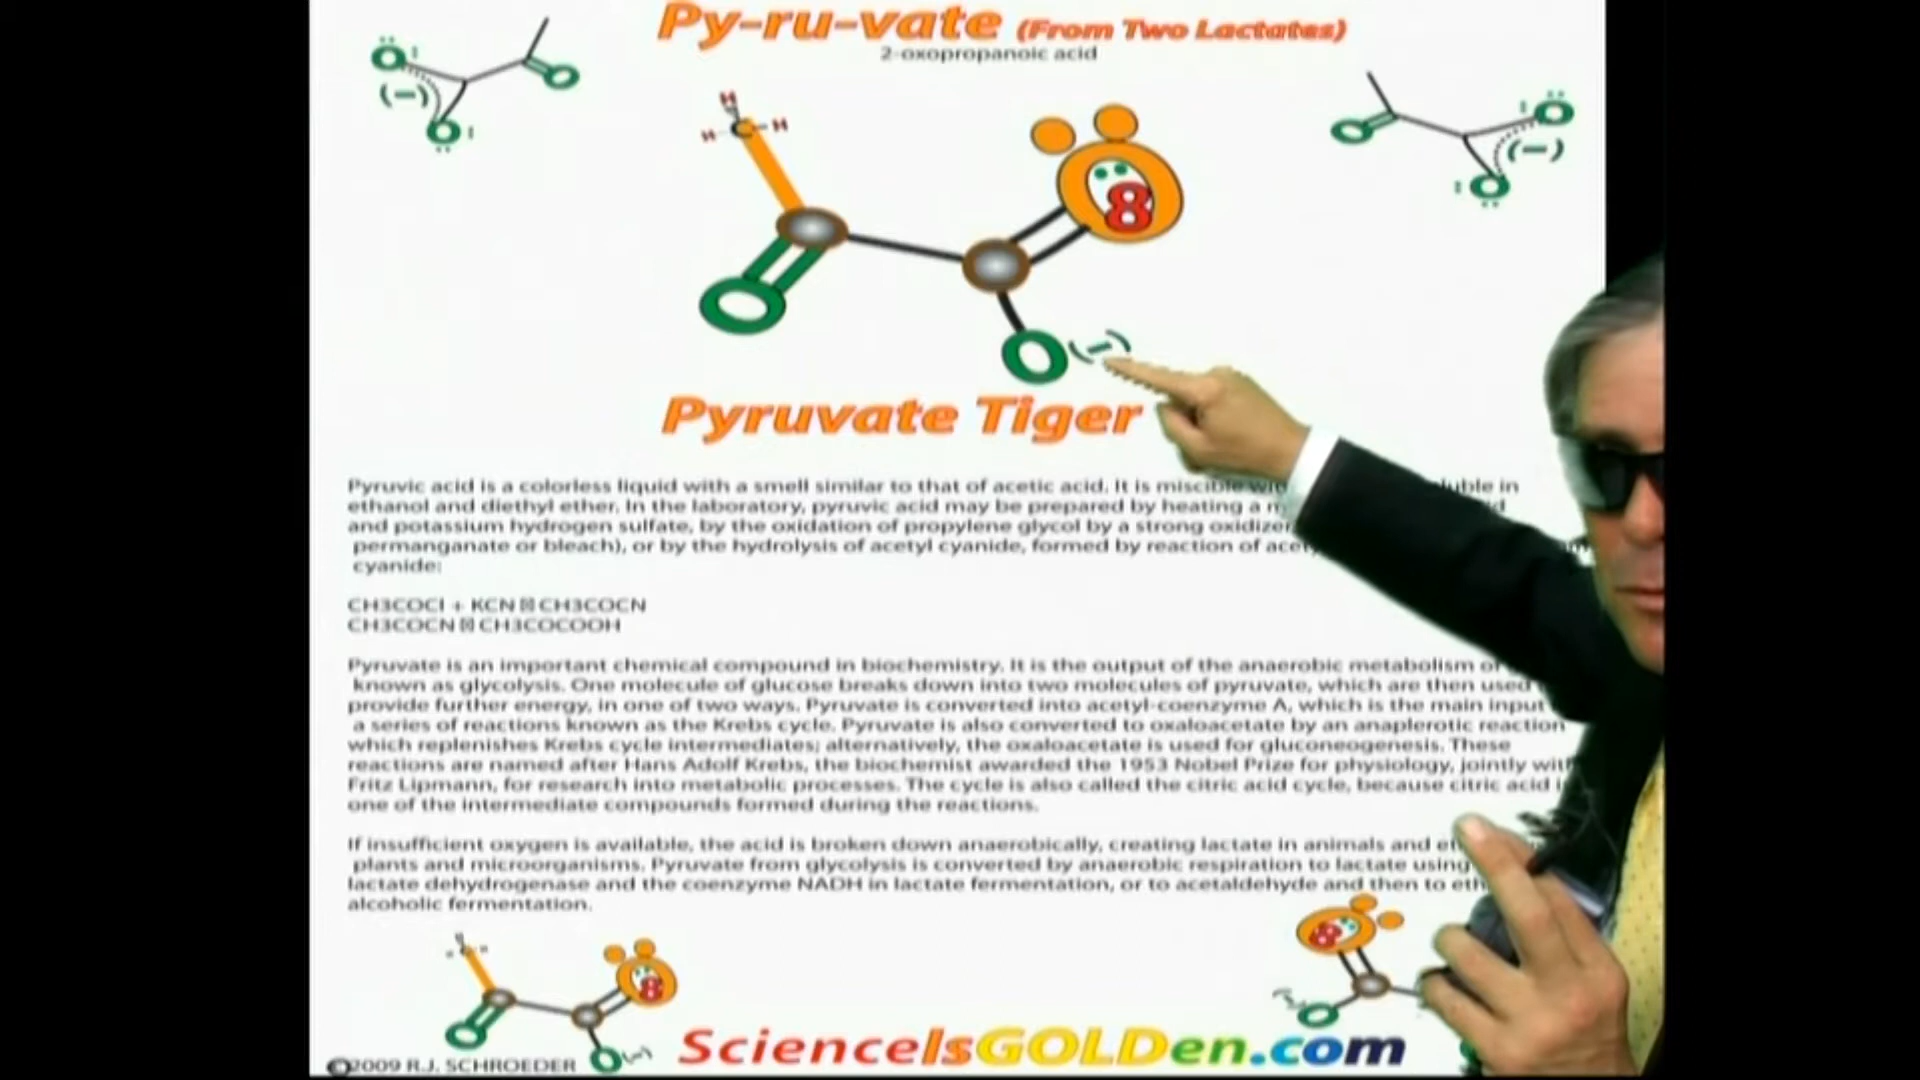 Py-ru-vate (From Two Lactates)
2-oxopropanoic acid
O O (-) O
O O (-) O
H
H C H
8
O
O (-)
Pyruvate Tiger
Pyruvic acid is a colorless liquid with a smell similar to that of acetic acid. It is miscible in
ethanol and diethyl ether. In the laboratory, pyruvic acid may be prepared by heating a
and potassium hydrogen sulfate, by the oxidation of propylene glycol by a strong
permanganate or bleach), or by the hydrolysis of acetyl cyanide, formed by reaction of
cyanide:
CH3COCl + KCN CH3COCN
CH3COCN CH3COCOOH
Pyruvate is an important chemical compound in biochemistry. It is the output of the anaerobic metabolism
known as glycolysis. One molecule of glucose breaks down into two molecules of pyruvate, which are then used
provide further energy, in one of two ways. Pyruvate is converted into acetyl-coenzyme A, which is the main input
a series of reactions known as the Krebs cycle. Pyruvate is also converted to oxaloacetate by an anaplerotic reaction
which replenishes Krebs cycle intermediates; alternatively, the oxaloacetate is used for gluconeogenesis. These
reactions are named after Hans Adolf Krebs, the biochemist awarded the 1953 Nobel Prize for physiology, jointly with
Fritz Lipmann, for research into metabolic processes. The cycle is also called the citric acid cycle, because citric acid
one of the intermediate compounds formed during the reactions.
If insufficient oxygen is available, the acid is broken down anaerobically, creating lactate in animals and
plants and microorganisms. Pyruvate from glycolysis is converted by anaerobic respiration to lactate using
lactate dehydrogenase and the coenzyme NADH in lactate fermentation, or to acetaldehyde and then to
alcoholic fermentation.
8
O
O
8
O
ScienceIsGOLDen.com
©2009 R.J. SCHROEDER